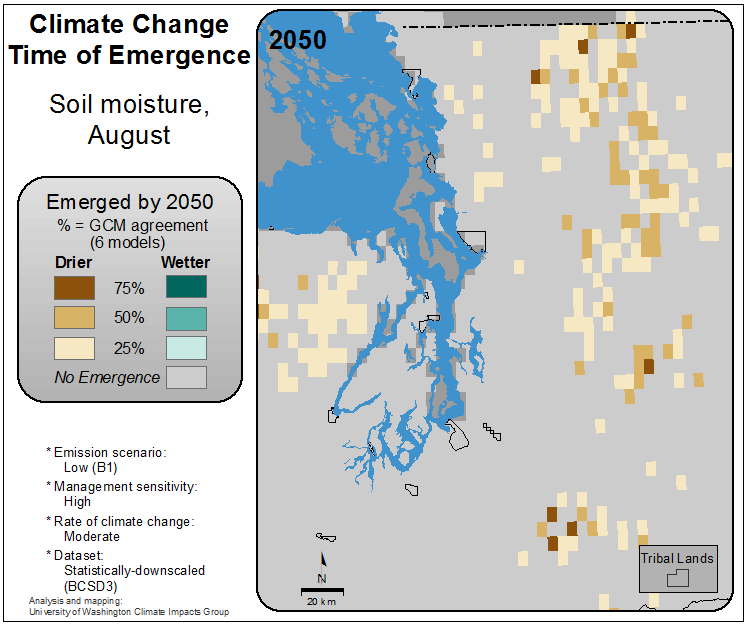 Climate Change
Time of Emergence
Soil moisture,
August
Emerged by 2050
% = GCM agreement
(6 models)
Drier Wetter
75%
50%
25%
No Emergence
* Emission scenario:
Low (B1)
* Management sensitivity:
High
* Rate of climate change:
Moderate
* Dataset:
Statistically-downscaled
(BCSD3)
Analysis and mapping:
University of Washington Climate Impacts Group
2050
N
20 km
Tribal Lands